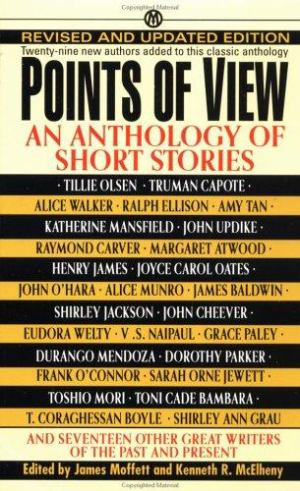 M
REVISED AND UPDATED EDITION
Twenty-nine new authors added to this classic anthology
POINTS OF VIEW
AN ANTHOLOGY OF
SHORT STORIES
· TILLIE OLSEN · TRUMAN CAPOTE ·
ALICE WALKER · RALPH ELLISON · AMY TAN ·
KATHERINE MANSFIELD · JOHN UPDIKE ·
RAYMOND CARVER · MARGARET ATWOOD ·
HENRY JAMES · JOYCE CAROL OATES ·
JOHN O'HARA · ALICE MUNRO · JAMES BALDWIN ·
SHIRLEY JACKSON · JOHN CHEEVER ·
EUDORA WELTY · V .S. NAIPAUL · GRACE PALEY ·
DURANGO MENDOZA · DOROTHY PARKER ·
FRANK O'CONNOR · SARAH ORNE JEWETT ·
TOSHIO MORI · TONI CADE BAMBARA ·
T. CORAGHESSAN BOYLE · SHIRLEY ANN GRAU ·
AND SEVENTEEN OTHER GREAT WRITERS
OF THE PAST AND PRESENT
Edited by James Moffett and Kenneth R. McElheny